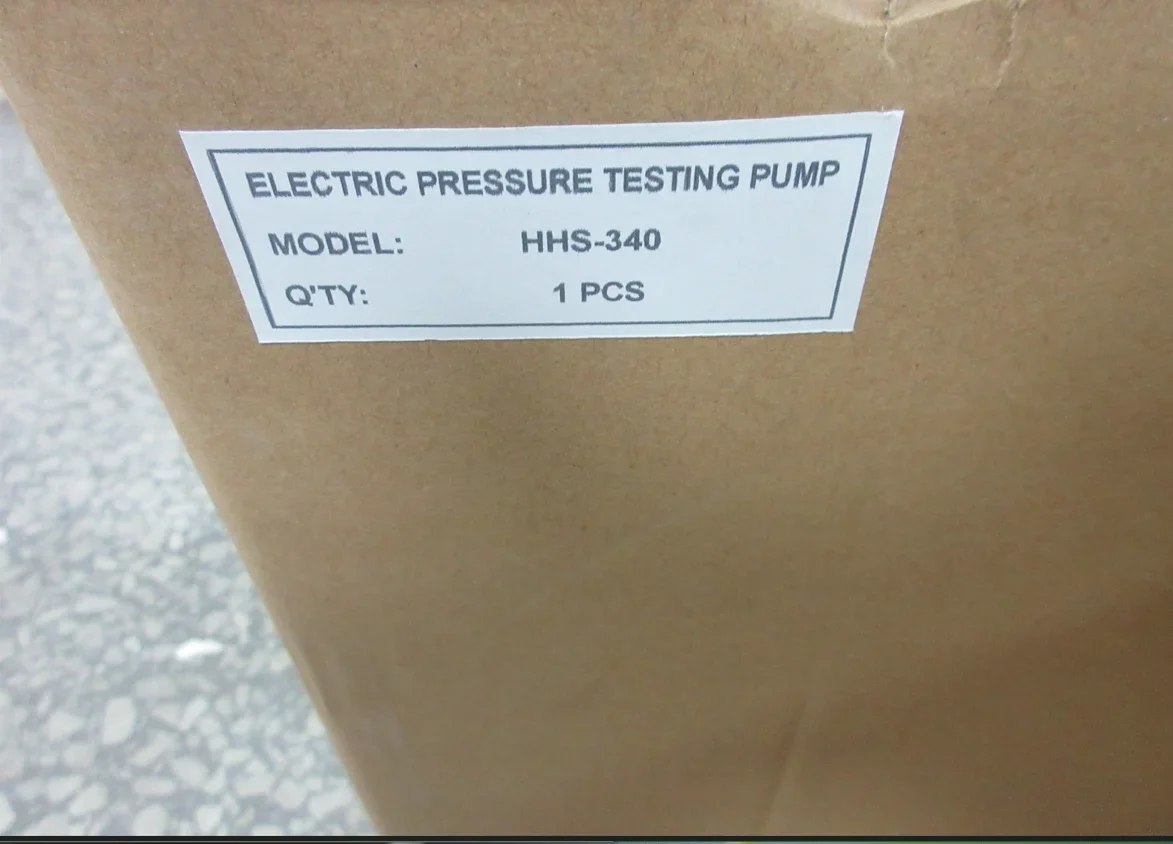 ELECTRIC PRESSURE TESTING PUMP
MODEL: HHS-340
Q'TY: 1 PCS